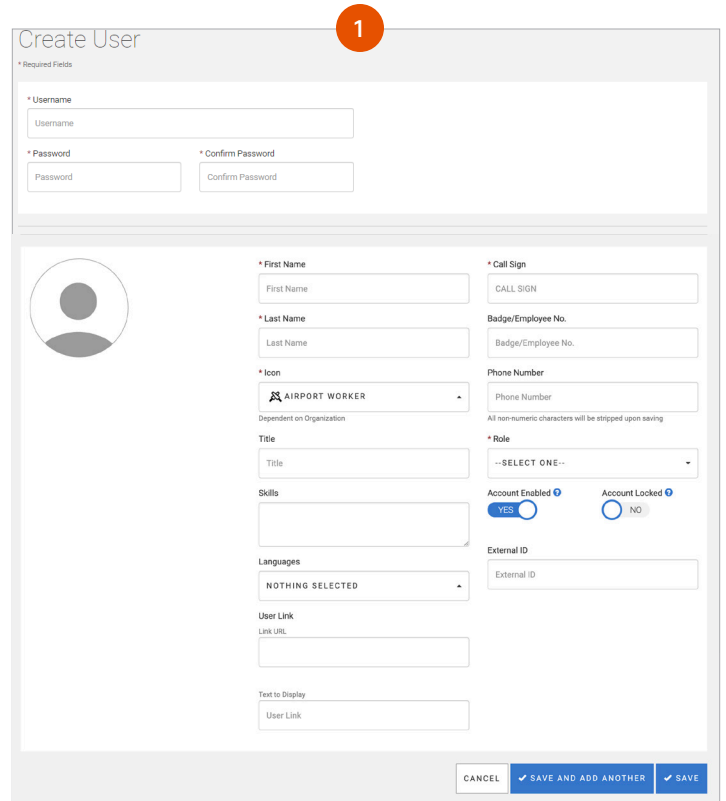 1
Create User
* Required Fields
* Username
Username
* Password
* Confirm Password
Password
Confirm Password
* First Name
* Call Sign
First Name
CALL SIGN
* Last Name
Badge/Employee No.
Last Name
Badge/Employee No.
* Icon
Phone Number
AIRPORT WORKER
Phone Number
Dependent on Organization
All non-numeric characters will be stripped upon saving
Title
* Role
Title
--SELECT ONE--
Skills
Account Enabled ?
Account Locked ?
YES
NO
External ID
Languages
External ID
NOTHING SELECTED
User Link
Link URL
Text to Display
User Link
CANCEL
SAVE AND ADD ANOTHER
SAVE